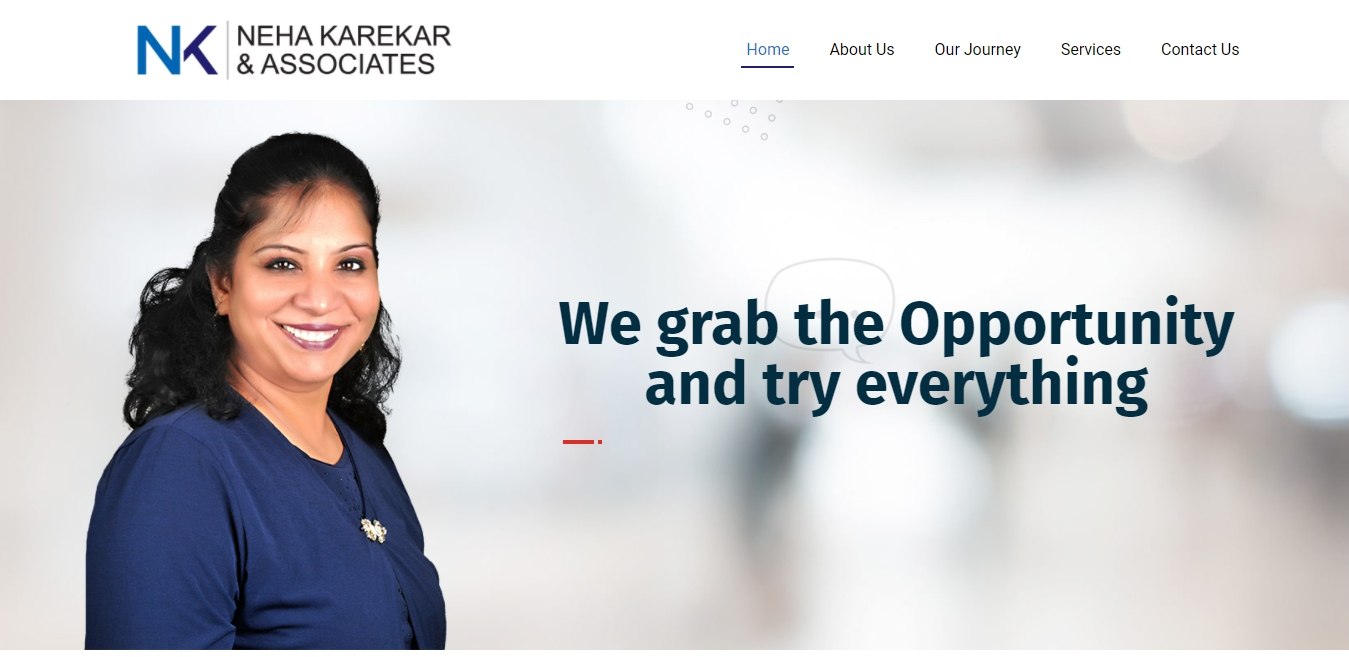 NK
NEHA KAREKAR
& ASSOCIATES
Home About Us Our Journey Services Contact Us
We grab the Opportunity
and try everything